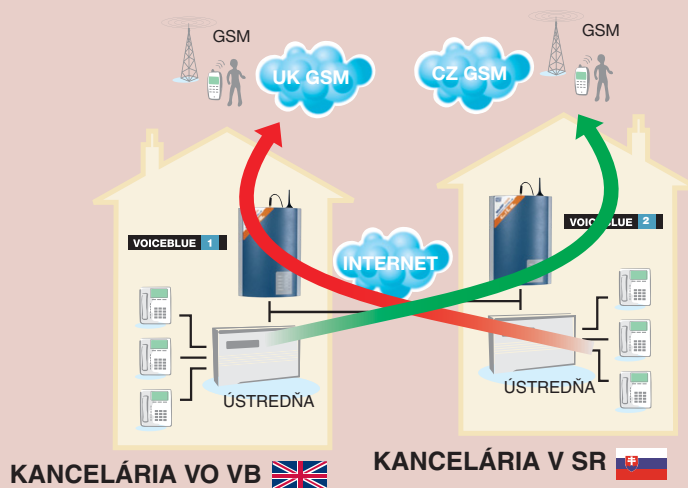 GSM
GSM
UK GSM
CZ GSM
VOICEBLUE 1
VOICEBLUE 2
INTERNET
ÚSTREDŇA
ÚSTREDŇA
KANCELÁRIA VO VB
KANCELÁRIA V SR